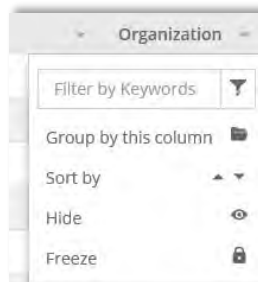 Organization
Filter by Keywords
Group by this column
Sort by
Hide
Freeze